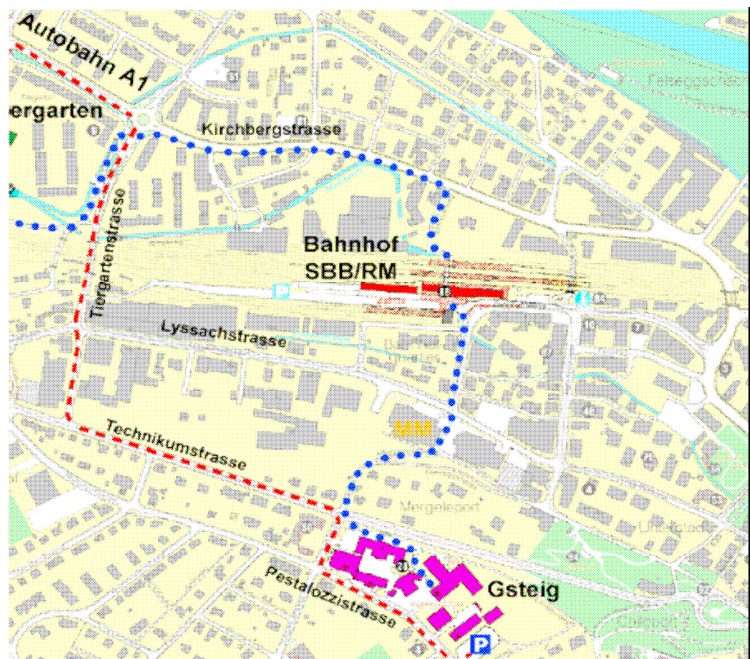 Autobahn A1
ergarten
Kirchbergstrasse
Tiergartenstrasse
Bahnhof
SBB/RM
Lyssachstrasse
MM
Technikumstrasse
Pestalozzistrasse
Gsteig
P